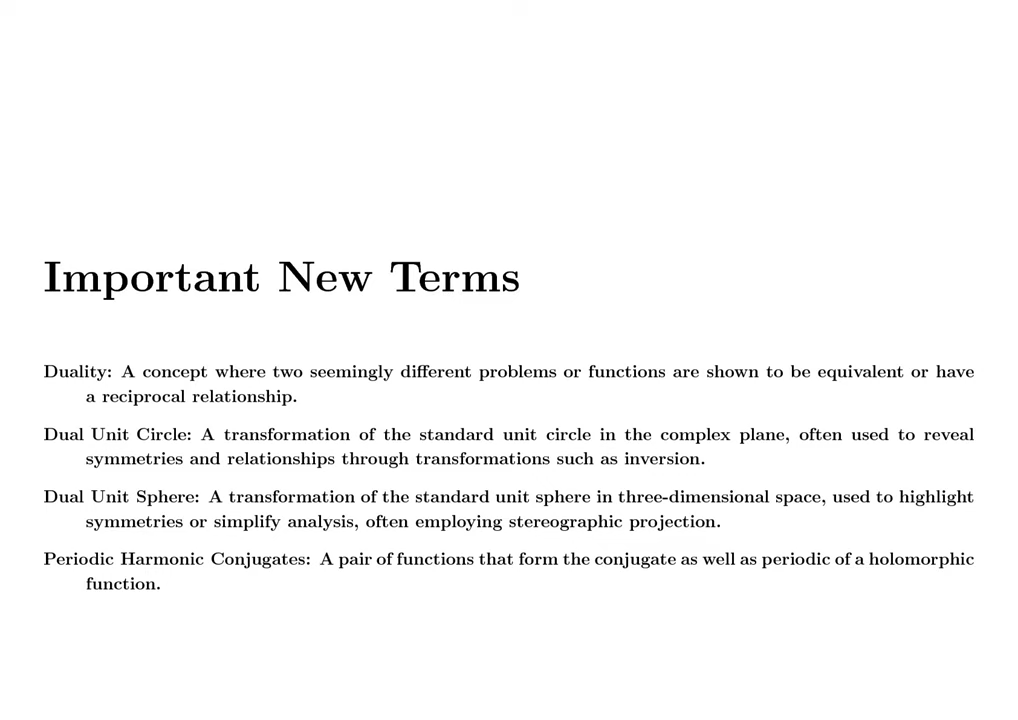 Important New Terms
Duality: A concept where two seemingly different problems or functions are shown to be equivalent or have
a reciprocal relationship.
Dual Unit Circle: A transformation of the standard unit circle in the complex plane, often used to reveal
symmetries and relationships through transformations such as inversion.
Dual Unit Sphere: A transformation of the standard unit sphere in three-dimensional space, used to highlight
symmetries or simplify analysis, often employing stereographic projection.
Periodic Harmonic Conjugates: A pair of functions that form the conjugate as well as periodic of a holomorphic
function.